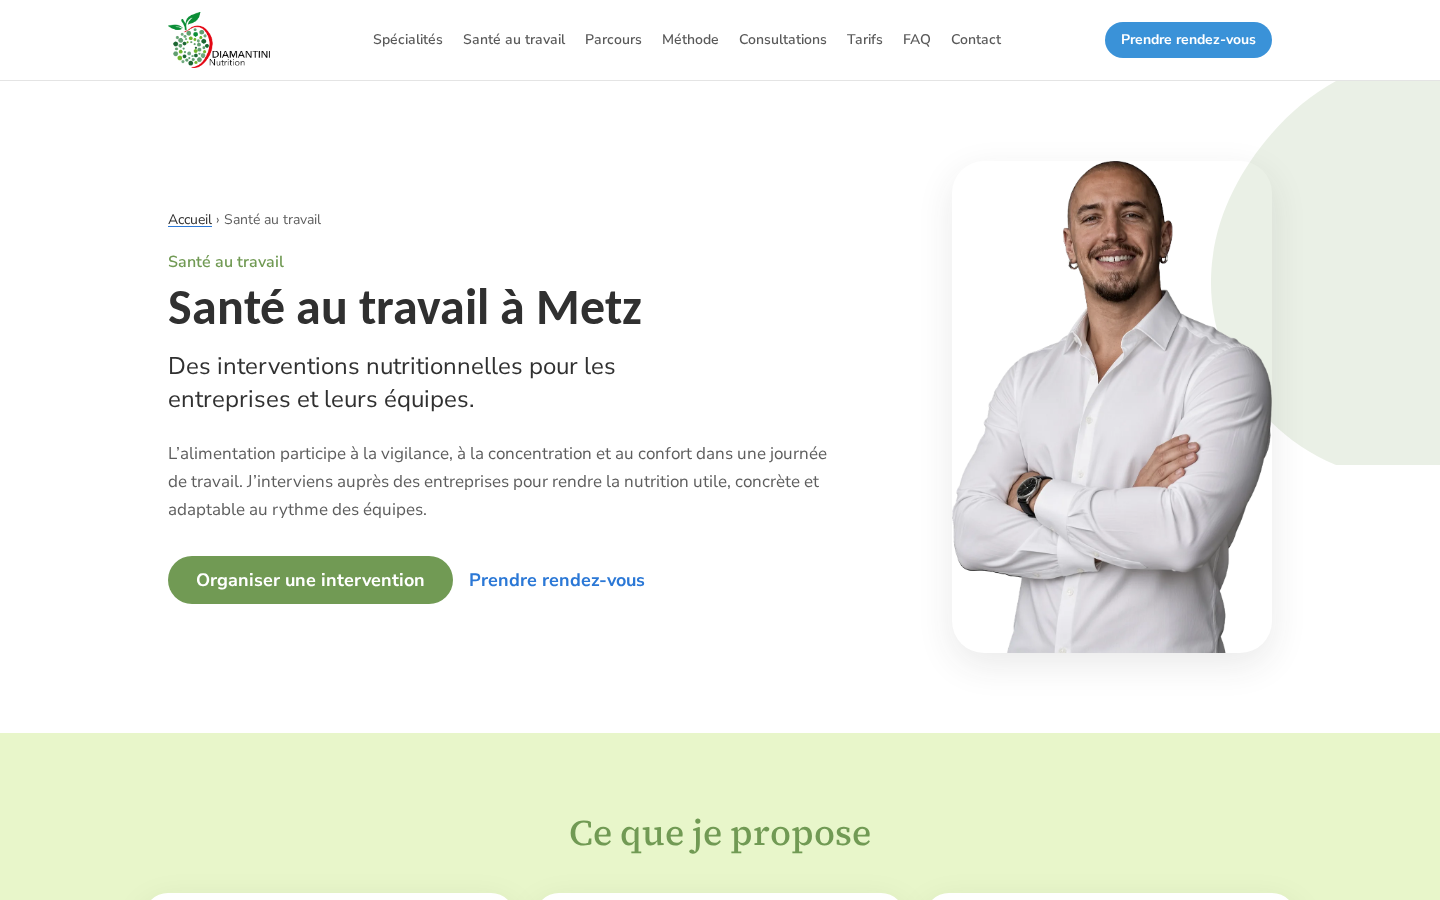 DIAMANTINI
Nutrition
Spécialités
Santé au travail
Parcours
Méthode
Consultations
Tarifs
FAQ
Contact
Prendre rendez-vous
Accueil › Santé au travail
Santé au travail
Santé au travail à Metz
Des interventions nutritionnelles pour les
entreprises et leurs équipes.
L’alimentation participe à la vigilance, à la concentration et au confort dans une journée
de travail. J’interviens auprès des entreprises pour rendre la nutrition utile, concrète et
adaptable au rythme des équipes.
Organiser une intervention
Prendre rendez-vous
Ce que je propose